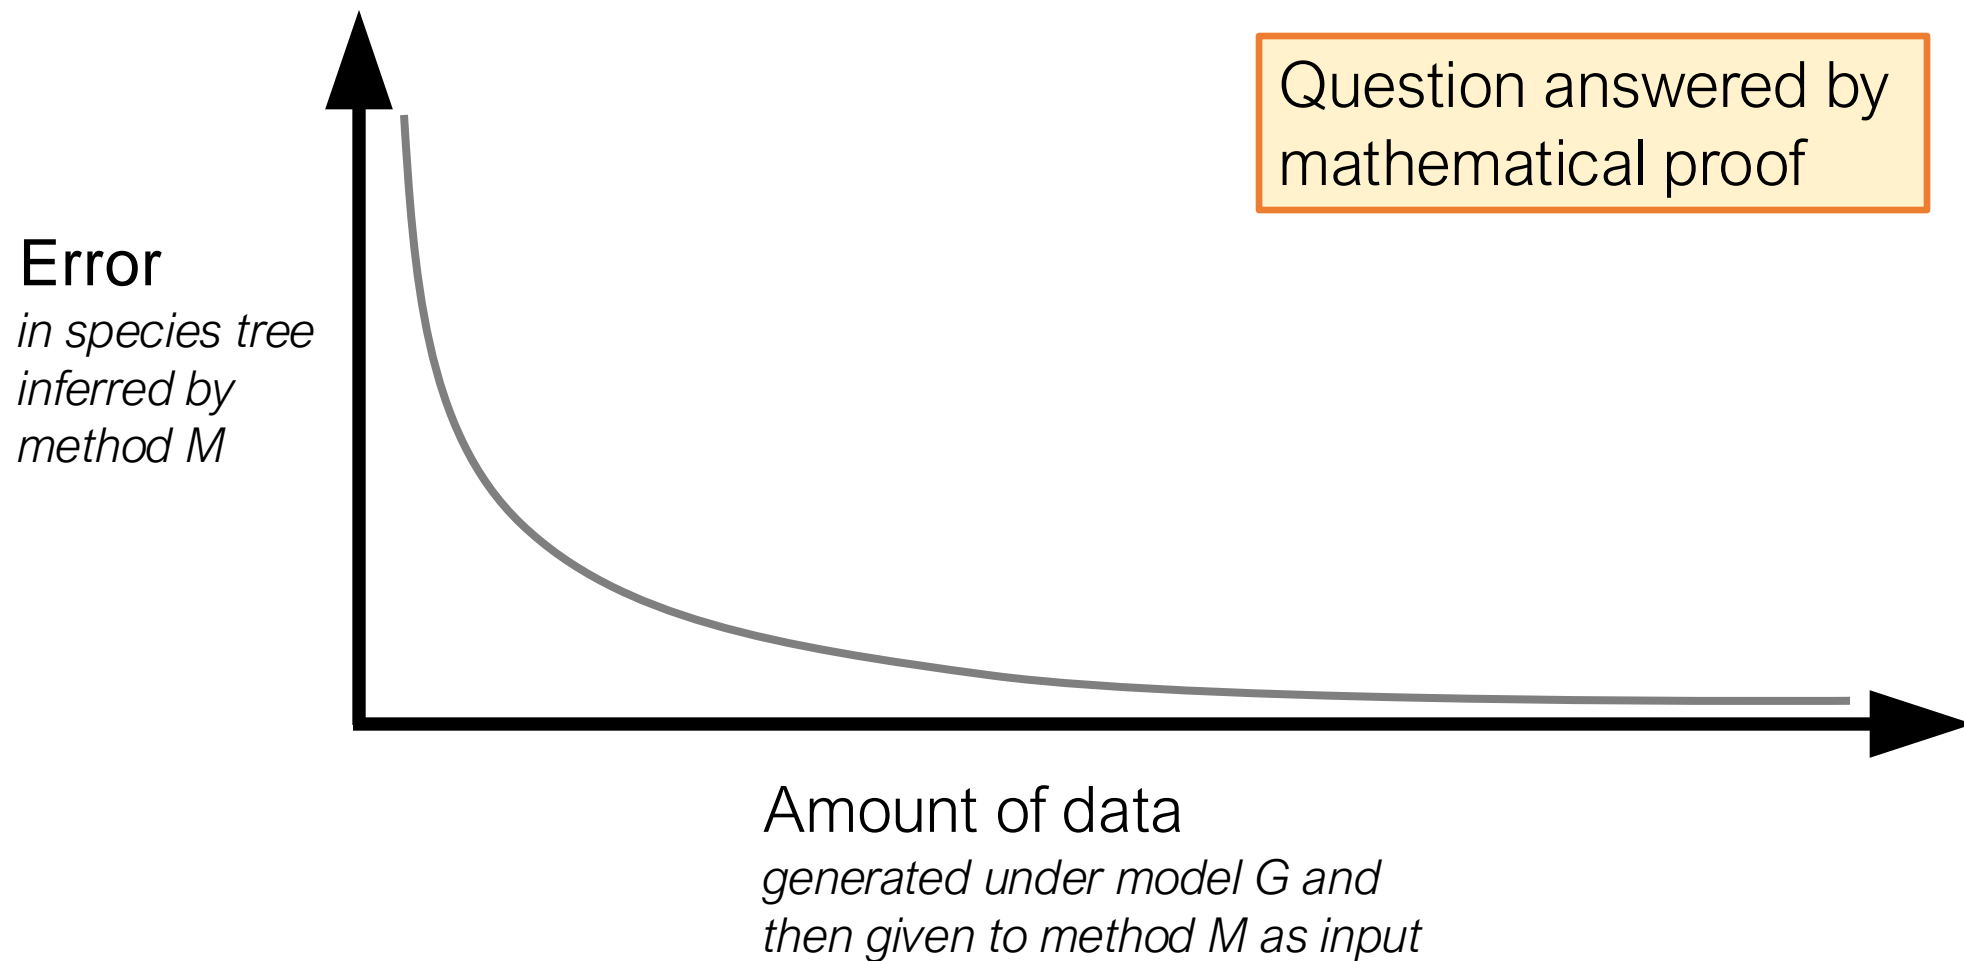 Question answered by
mathematical proof
Error
in species tree
inferred by
method M
Amount of data
generated under model G and
then given to method M as input